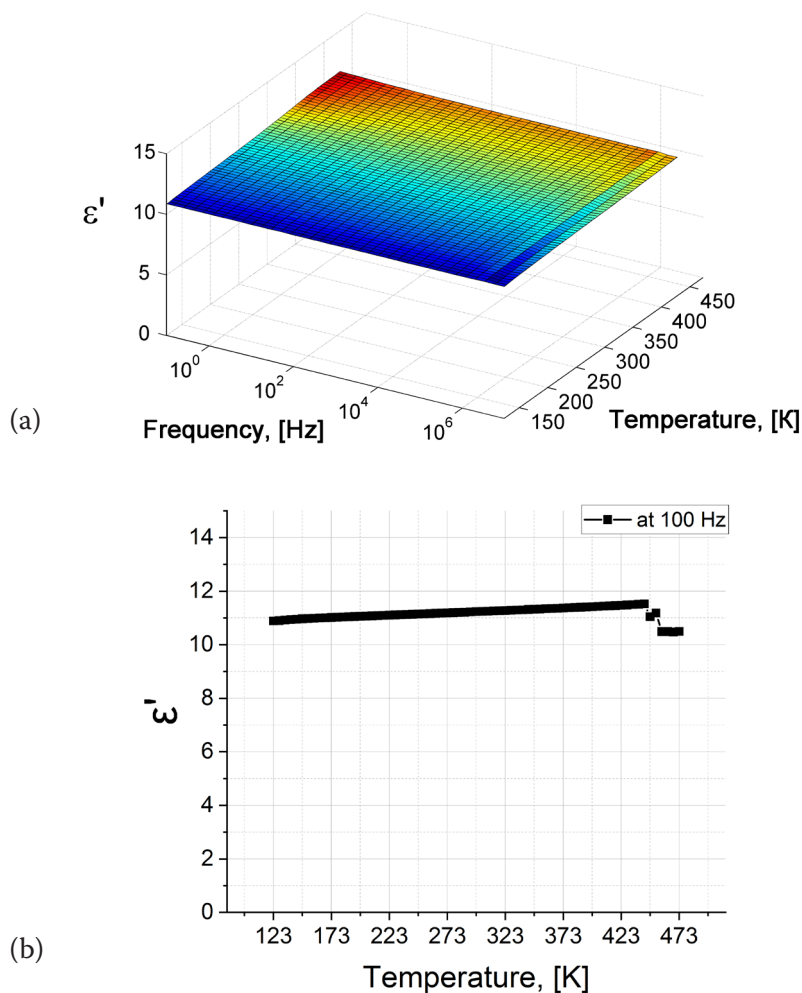 15
10
5
0
ε'
10⁰
10²
10⁴
10⁶
Frequency, [Hz]
150
200
250
300
350
400
450
Temperature, [K]
(a)
at 100 Hz
14
12
10
8
6
4
2
0
ε'
123 173 223 273 323 373 423 473
Temperature, [K]
(b)